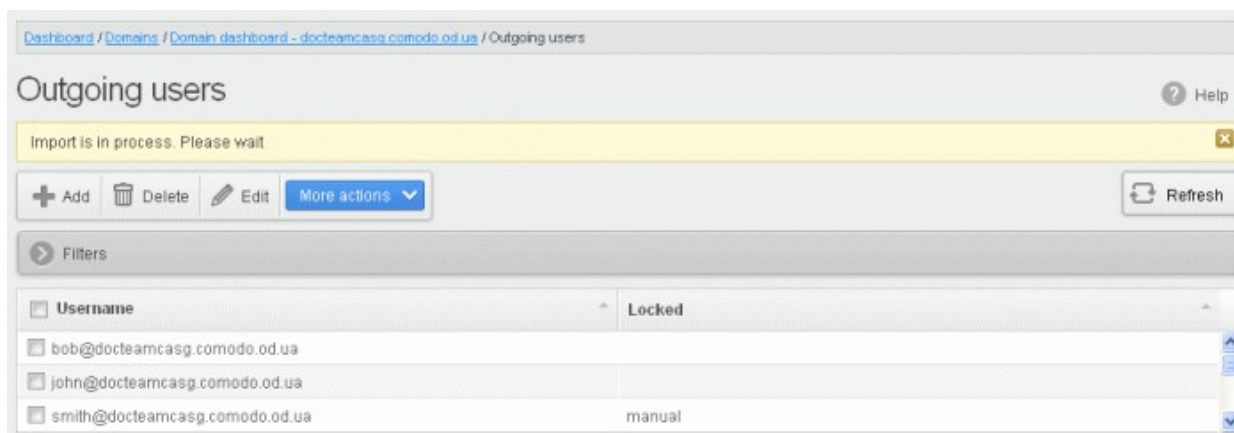 Dashboard / Domains / Domain dashboard - docteamcasg.comodo.od.ua / Outgoing users
Outgoing users
Help
Import is in process. Please wait
Add Delete Edit More actions
Refresh
Filters
Username Locked
bob@docteamcasg.comodo.od.ua
john@docteamcasg.comodo.od.ua
smith@docteamcasg.comodo.od.ua manual